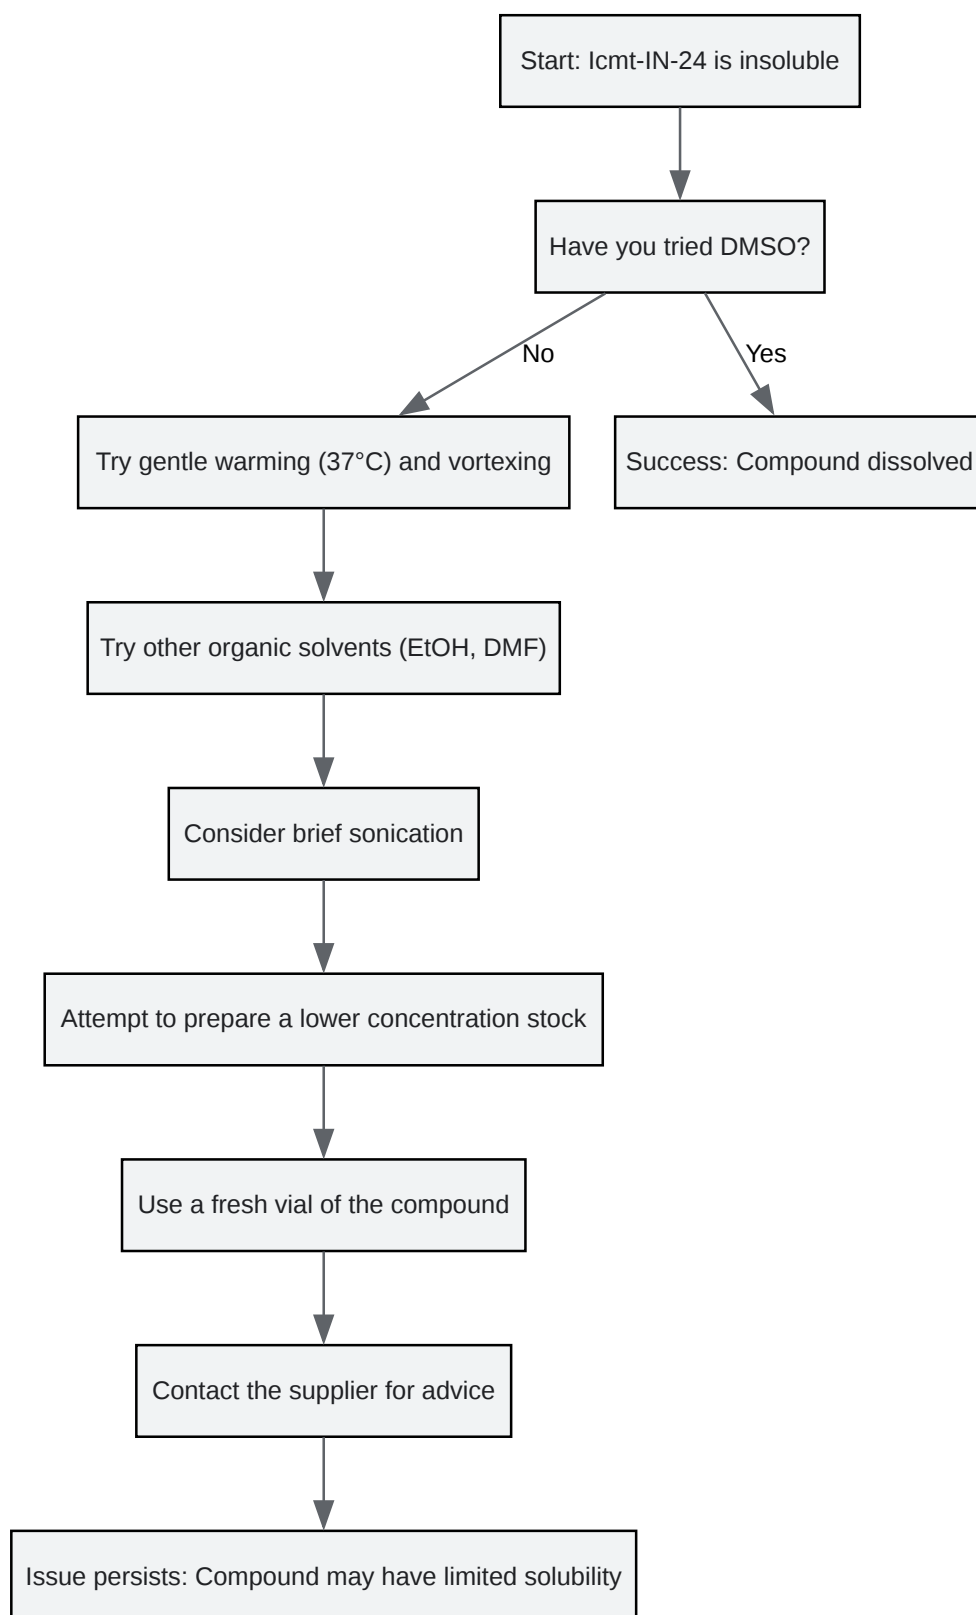 Start: Icmt-IN-24 is insoluble
Have you tried DMSO?
No
Yes
Try gentle warming (37°C) and vortexing
Success: Compound dissolved
Try other organic solvents (EtOH, DMF)
Consider brief sonication
Attempt to prepare a lower concentration stock
Use a fresh vial of the compound
Contact the supplier for advice
Issue persists: Compound may have limited solubility